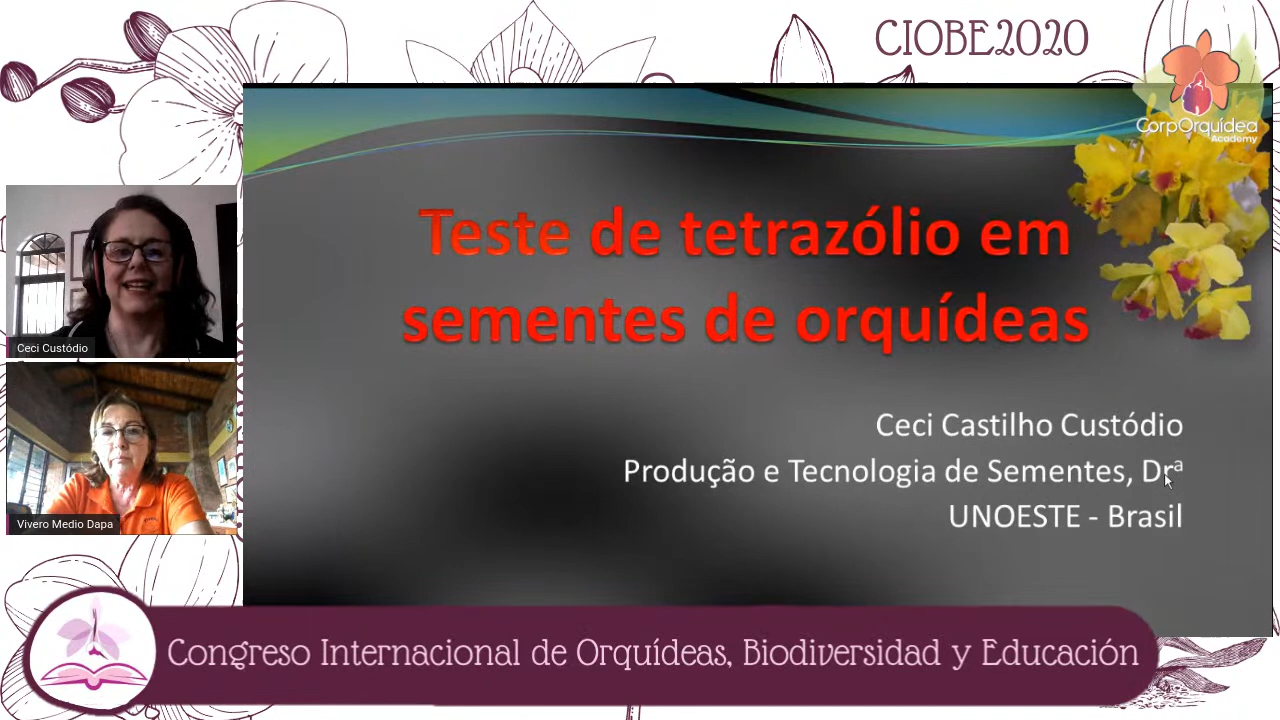 CIOBE2020
CorpOrquídea
Academy
Teste de tetrazólio em
sementes de orquídeas
Ceci Custódio
Ceci Castilho Custódio
Produção e Tecnologia de Sementes, Drª
UNOESTE - Brasil
Vivero Medio Dapa
Congreso Internacional de Orquídeas, Biodiversidad y Educación